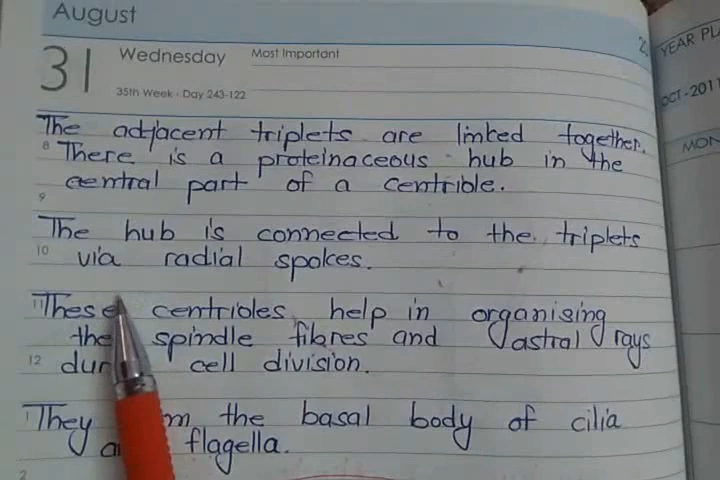 August
31 Wednesday Most Important
35th Week - Day 243-122
The adjacent triplets are linked together.
8 There is a proteinaceous hub in the
central part of a centrible.
9
The hub is connected to the triplets
10 via radial spokes.
11 These centrioles help in organising
the spindle fibres and astral rays
12 cell division.
They the basal body of cilia
flagella.
2
YEAR
OCT-2011
MON